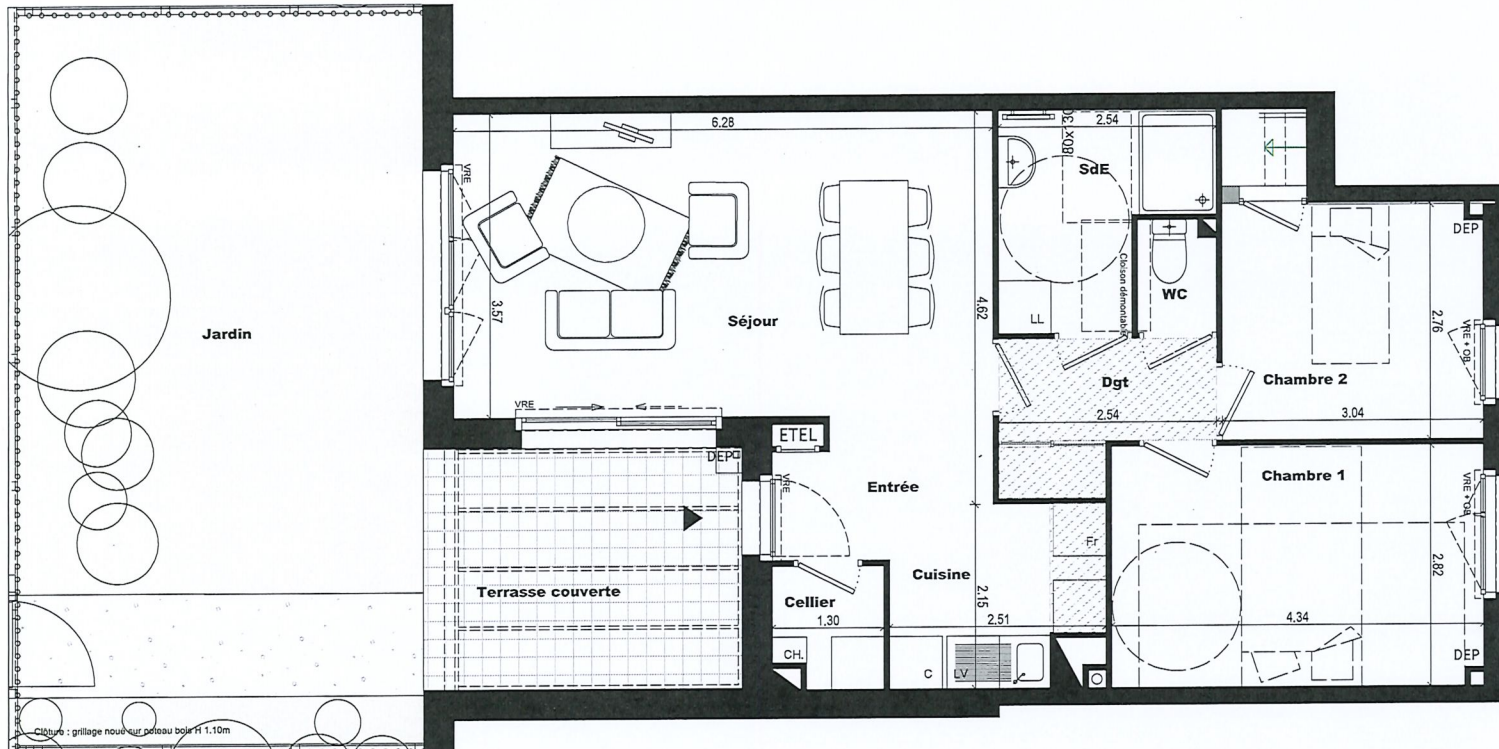 6.28
2.54
80x230
SdE
VRE
DEP
Cloison démontable
WC
LL
3.57
Séjour
4.62
2.76
VRE + OB
Jardin
Dgt
Chambre 2
VRE
2.54
3.04
ETEL
DEP
VRE
Entrée
Chambre 1
VRE + OB
Fr
Terrasse couverte
Cellier
Cuisine
2.15
2.82
1.30
2.51
4.34
CH.
C
LV
DEP
Clôture : grillage noué sur poteau bois H 1.10m